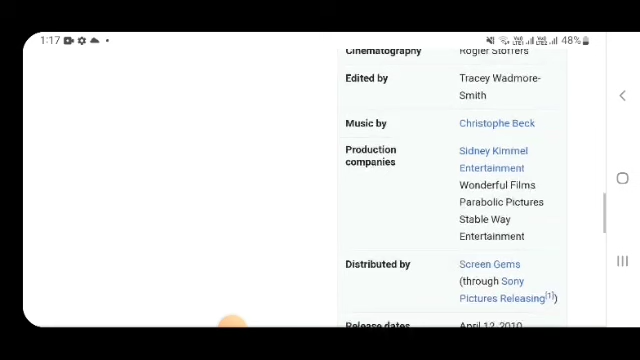 1:17 48%
Cinematography Rogier Stoffers
Edited by Tracey Wadmore-
Smith
Music by Christophe Beck
Production Sidney Kimmel
companies Entertainment
Wonderful Films
Parabolic Pictures
Stable Way
Entertainment
Distributed by Screen Gems
(through Sony
Pictures Releasing[1])
Release dates April 12, 2010